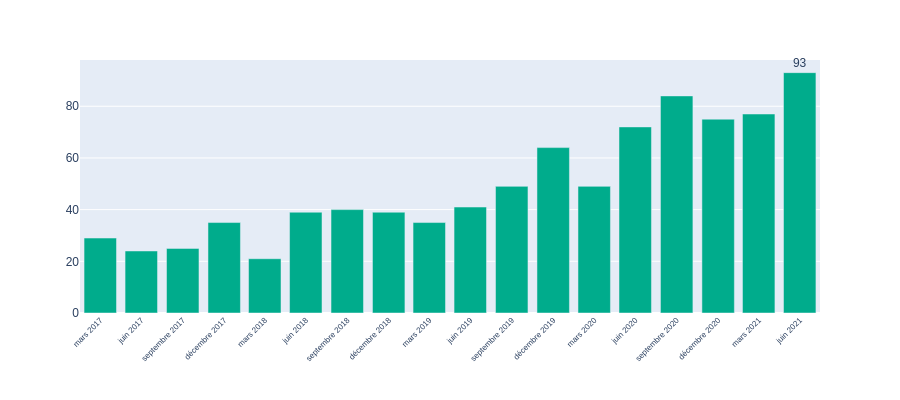 93
80
60
40
20
0
mars 2017
juin 2017
septembre 2017
décembre 2017
mars 2018
juin 2018
septembre 2018
décembre 2018
mars 2019
juin 2019
septembre 2019
décembre 2019
mars 2020
juin 2020
septembre 2020
décembre 2020
mars 2021
juin 2021